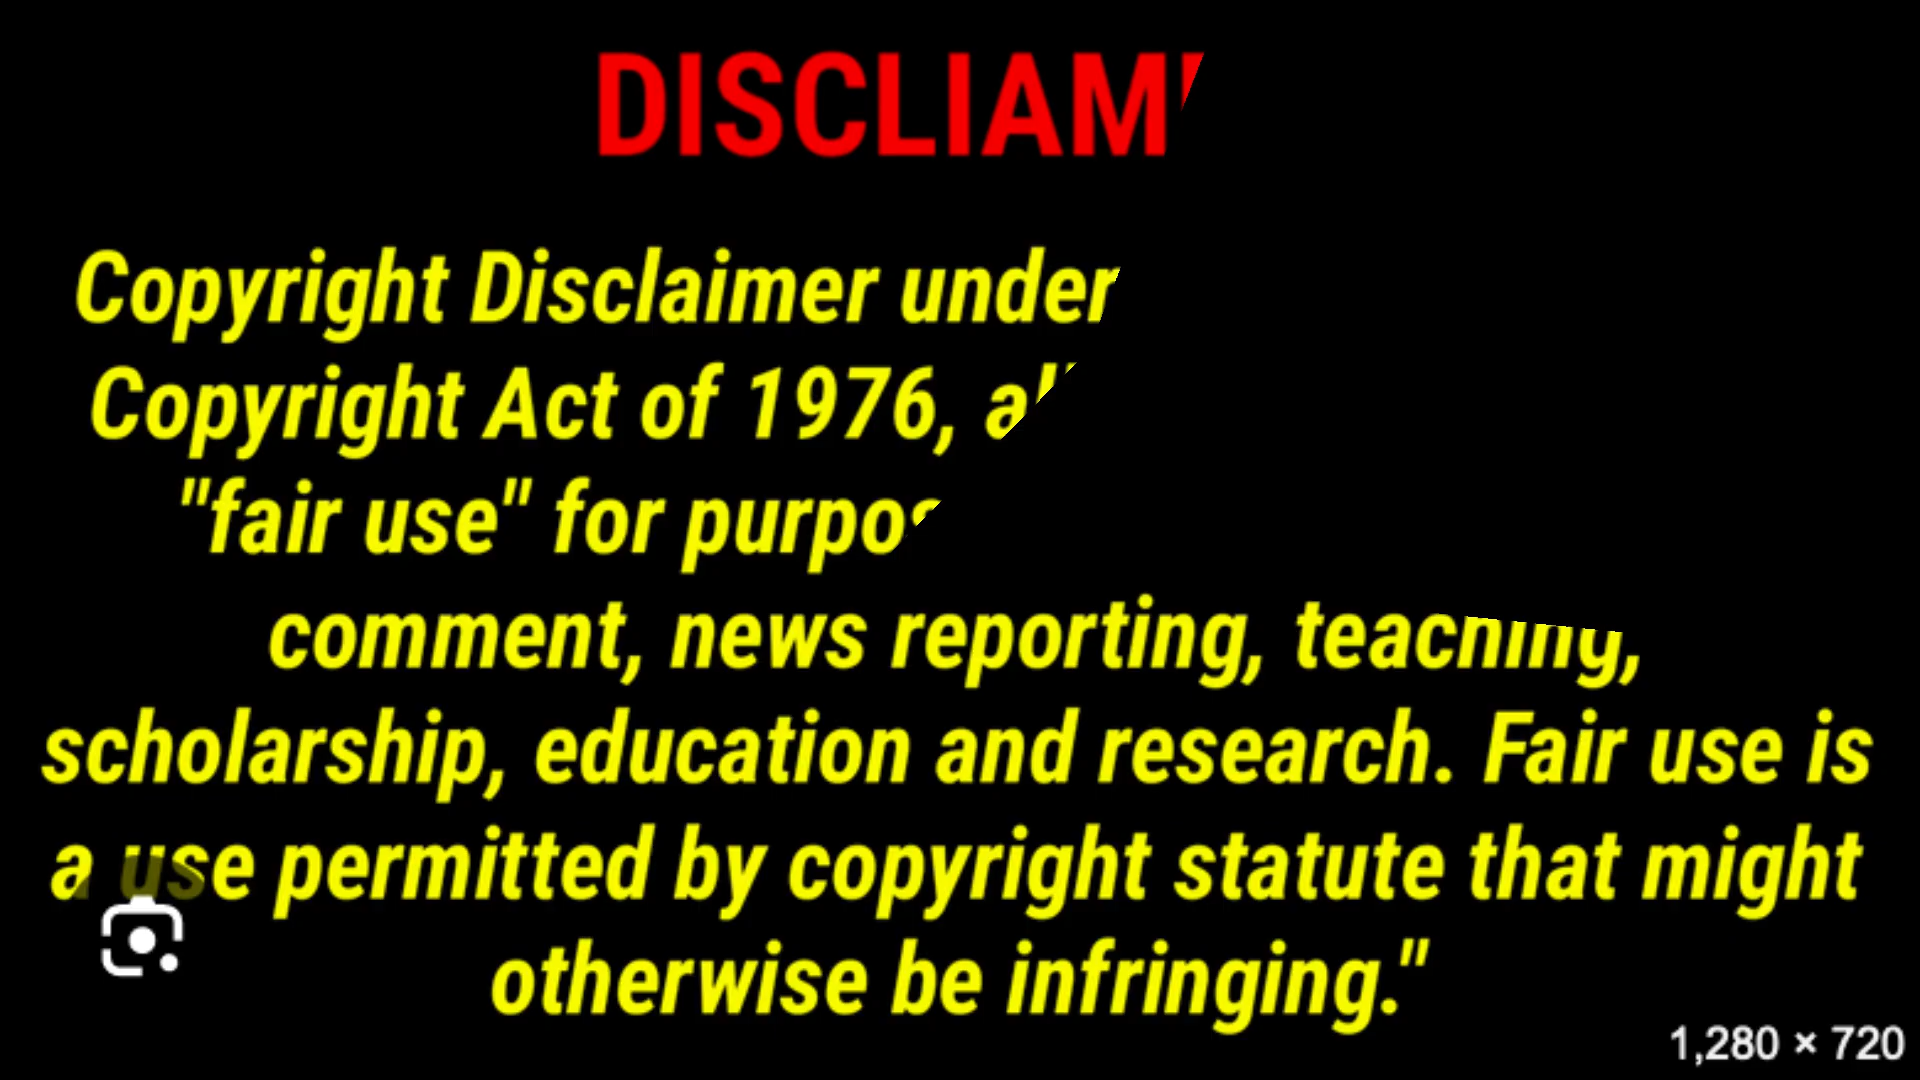 Copyright Disclaimer under
Copyright Act of 1976,
"fair use" for
comment, news reporting, teaching,
scholarship, education and research. Fair use is
a use permitted by copyright statute that might
otherwise be infringing."
1,280 × 720